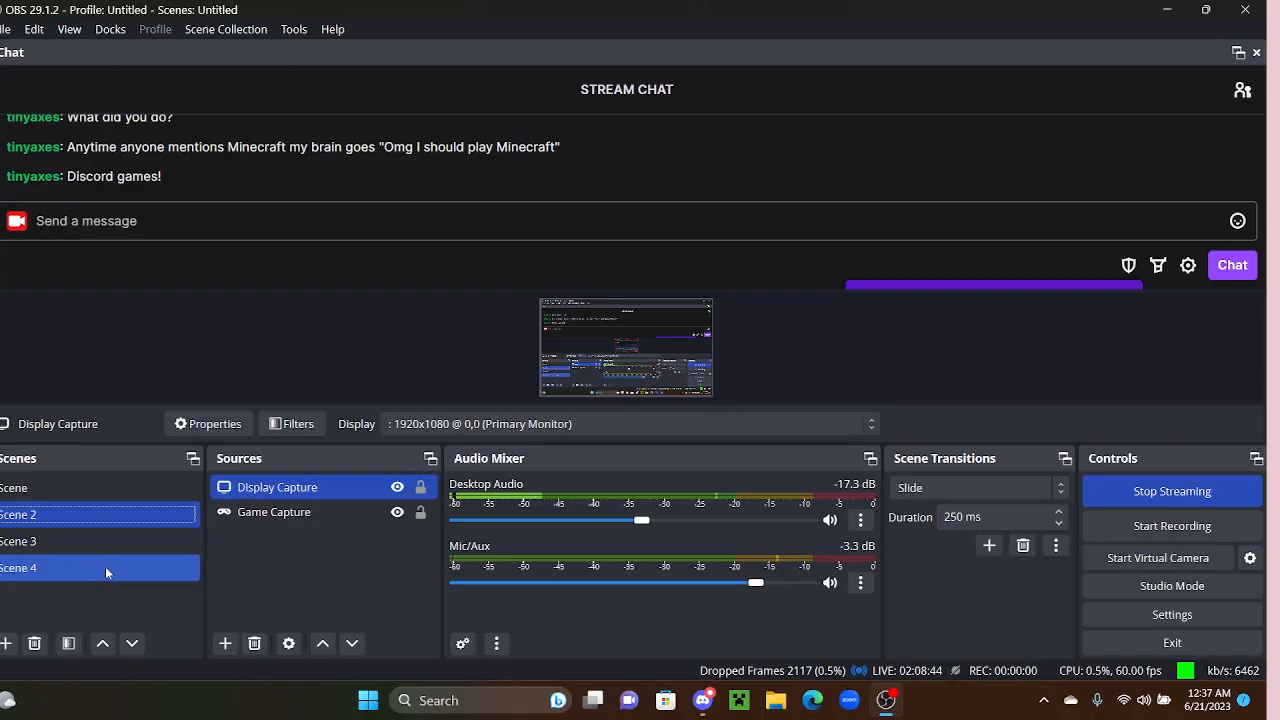 OBS 29.1.2 - Profile: Untitled - Scenes: Untitled
Edit View Docks Profile Scene Collection Tools Help
Chat
STREAM CHAT
tinyaxes: What did you do?
tinyaxes: Anytime anyone mentions Minecraft my brain goes "Omg I should play Minecraft"
tinyaxes: Discord games!
Send a message
Chat
Display Capture Properties Filters Display : 1920x1080 @ 0,0 (Primary Monitor)
Scenes Sources Audio Mixer Scene Transitions Controls
Scene
Scene 2
Scene 3
Scene 4
DIsplay Capture
Game Capture
Desktop Audio -17.3 dB
-60 -55 -50 -45 -40 -35 -30 -25 -20 -15 -10 -5 0
Mic/Aux -3.3 dB
-60 -55 -50 -45 -40 -35 -30 -25 -20 -15 -10 -5 0
Slide
Duration 250 ms
Stop Streaming
Start Recording
Start Virtual Camera
Studio Mode
Settings
Exit
Dropped Frames 2117 (0.5%) LIVE: 02:08:44 REC: 00:00:00 CPU: 0.5%, 60.00 fps kb/s: 6462
Search
zoom
12:37 AM
6/21/2023